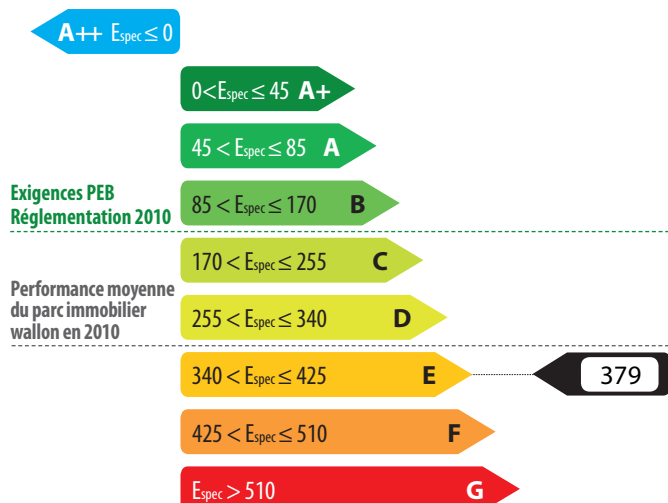 A++ Espec ≤ 0
0<Espec ≤ 45 A+
45 < Espec ≤ 85 A
Exigences PEB
Réglementation 2010
85 < Espec ≤ 170 B
170 < Espec ≤ 255 C
Performance moyenne
du parc immobilier
wallon en 2010
255 < Espec ≤ 340 D
340 < Espec ≤ 425 E
379
425 < Espec ≤ 510 F
Espec > 510 G